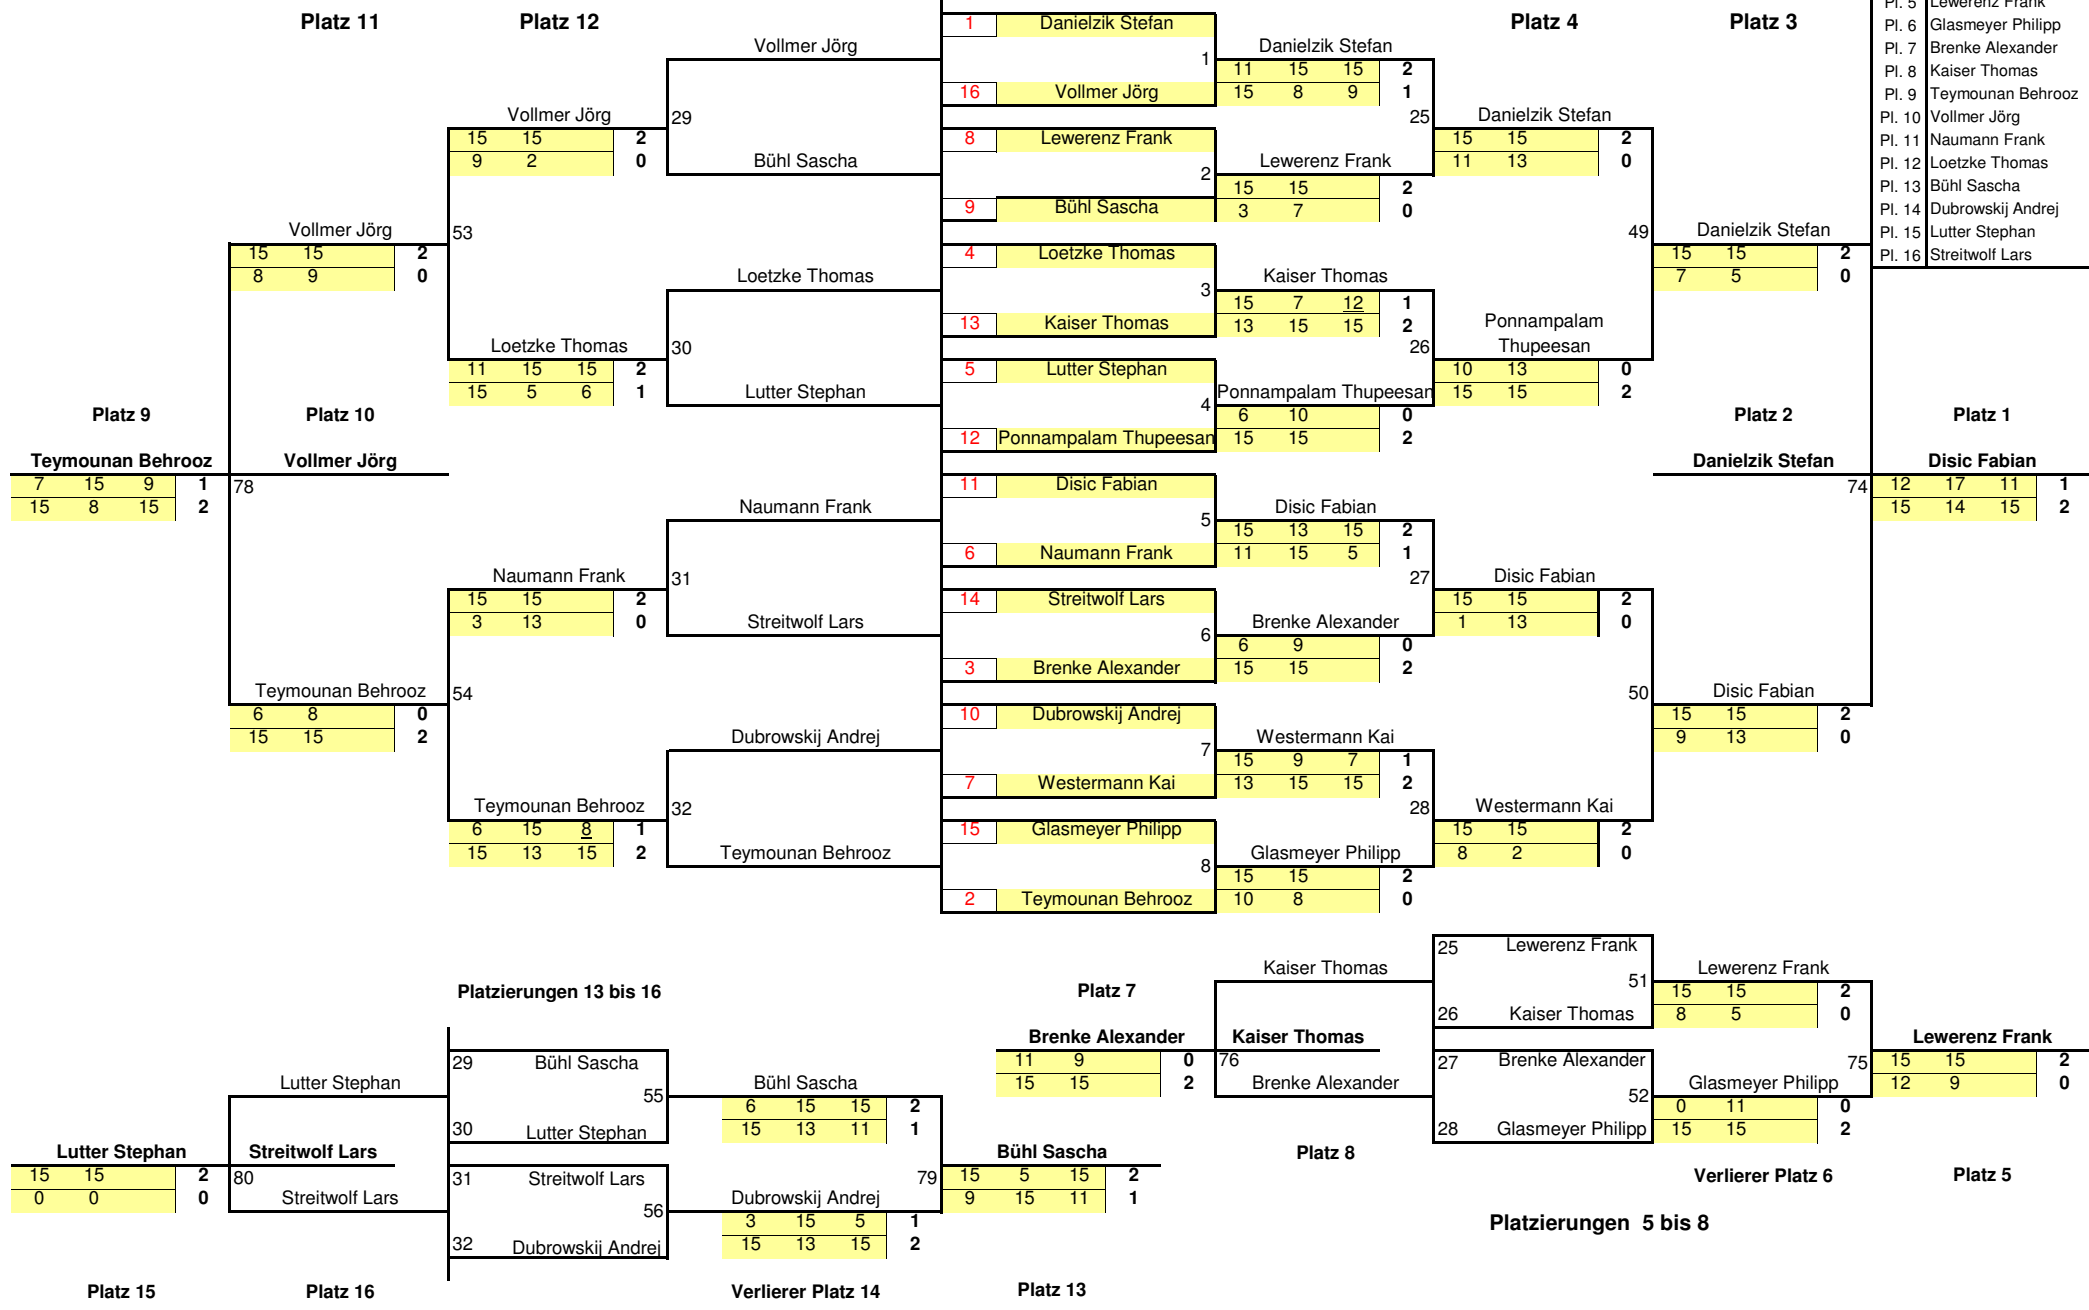 Pl. 5 Lewerenz Frank
Platz 11 Platz 12 1 Danielzik Stefan Platz 4 Platz 3 Pl. 6 Glasmeyer Philipp
Vollmer Jörg 1 Danielzik Stefan Pl. 7 Brenke Alexander
11 15 15 2 Pl. 8 Kaiser Thomas
16 Vollmer Jörg 15 8 9 1 Pl. 9 Teymounan Behrooz
Vollmer Jörg 29 25 Danielzik Stefan Pl. 10 Vollmer Jörg
15 15 2 8 Lewerenz Frank 15 15 2 Pl. 11 Naumann Frank
9 2 0 Bühl Sascha 2 Lewerenz Frank 11 13 0 Pl. 12 Loetzke Thomas
15 15 2 Pl. 13 Bühl Sascha
9 Bühl Sascha 3 7 0 Pl. 14 Dubrowskij Andrej
Vollmer Jörg 53 49 Danielzik Stefan Pl. 15 Lutter Stephan
15 15 2 4 Loetzke Thomas 15 15 2 Pl. 16 Streitwolf Lars
8 9 0 Loetzke Thomas 3 Kaiser Thomas 7 5 0
15 7 12 1
13 Kaiser Thomas 13 15 15 2 Ponnampalam
Loetzke Thomas 30 26 Thupeesan
11 15 15 2 5 Lutter Stephan 10 13 0
15 5 6 1 Lutter Stephan 4 Ponnampalam Thupeesan 15 15 2
Platz 9 Platz 10 6 10 0 Platz 2 Platz 1
12 Ponnampalam Thupeesan 15 15 2
Teymounan Behrooz Vollmer Jörg Danielzik Stefan Disic Fabian
7 15 9 1 78 11 Disic Fabian 74 12 17 11 1
15 8 15 2 Naumann Frank 5 Disic Fabian 15 14 15 2
15 13 15 2
6 Naumann Frank 11 15 5 1
Naumann Frank 31 27 Disic Fabian
15 15 2 14 Streitwolf Lars 15 15 2
3 13 0 Streitwolf Lars 6 Brenke Alexander 1 13 0
6 9 0
3 Brenke Alexander 15 15 2
Teymounan Behrooz 54 50 Disic Fabian
6 8 0 10 Dubrowskij Andrej 15 15 2
15 15 2 Dubrowskij Andrej 7 Westermann Kai 9 13 0
15 9 7 1
7 Westermann Kai 13 15 15 2
Teymounan Behrooz 32 28 Westermann Kai
6 15 8 1 15 Glasmeyer Philipp 15 15 2
15 13 15 2 Teymounan Behrooz 8 Glasmeyer Philipp 8 2 0
15 15 2
2 Teymounan Behrooz 10 8 0
25 Lewerenz Frank
Kaiser Thomas 51 Lewerenz Frank
Platzierungen 13 bis 16 Platz 7 15 15 2
26 Kaiser Thomas 8 5 0
Brenke Alexander Kaiser Thomas Lewerenz Frank
29 Bühl Sascha 11 9 0 76 27 Brenke Alexander 75 15 15 2
Lutter Stephan 55 Bühl Sascha 15 15 2 Brenke Alexander 52 Glasmeyer Philipp 12 9 0
6 15 15 2 0 11 0
30 Lutter Stephan 15 13 11 1 28 Glasmeyer Philipp 15 15 2
Lutter Stephan Streitwolf Lars Bühl Sascha Platz 8
15 15 2 80 31 Streitwolf Lars 79 15 5 15 2 Verlierer Platz 6 Platz 5
0 0 0 Streitwolf Lars 56 Dubrowskij Andrej 9 15 11 1
3 15 5 1 Platzierungen 5 bis 8
32 Dubrowskij Andrej 15 13 15 2
Platz 15 Platz 16 Verlierer Platz 14 Platz 13